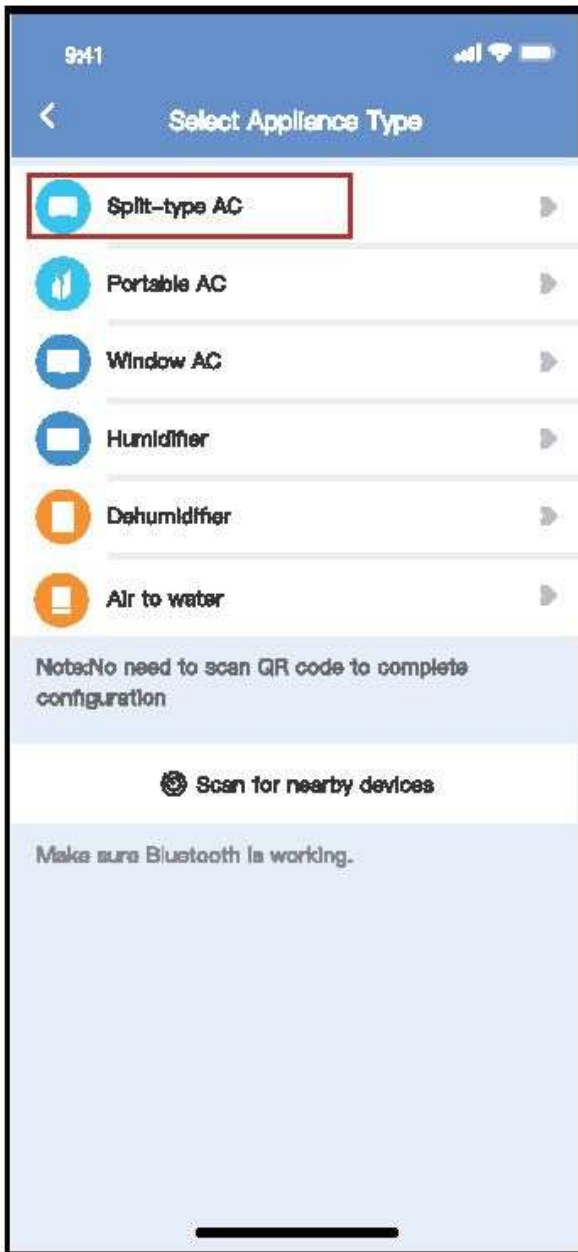 9:41
Select Appliance Type
Split-type AC
Portable AC
Window AC
Humidifier
Dehumidifier
Air to water
Note:No need to scan QR code to complete
configuration
Scan for nearby devices
Make sure Bluetooth is working.